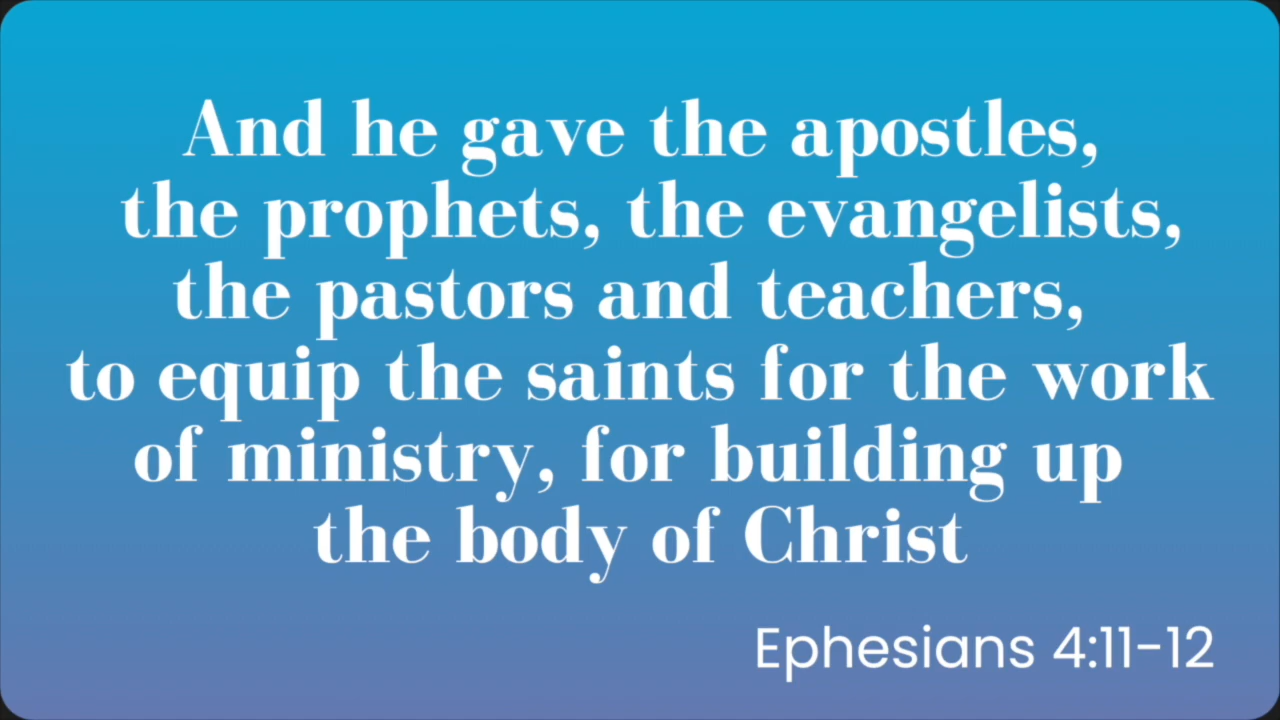 And he gave the apostles,
the prophets, the evangelists,
the pastors and teachers,
to equip the saints for the work
of ministry, for building up
the body of Christ
Ephesians 4:11-12